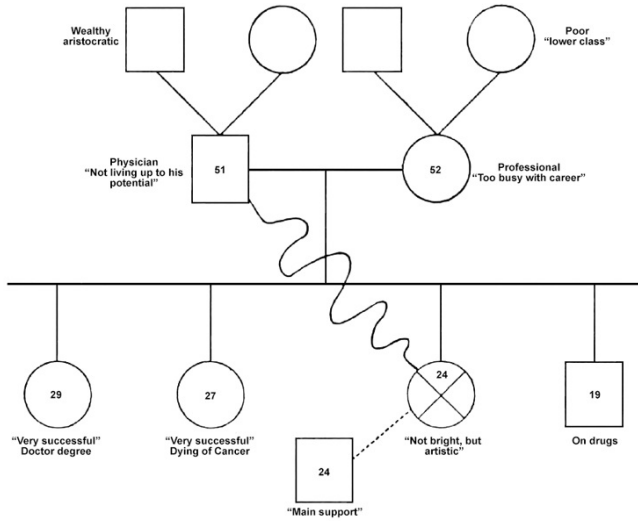 Wealthy
aristocratic
Poor
“lower class”
Physician
“Not living up to his
potential”
51
52
Professional
“Too busy with career”
29
27
24
19
“Very successful”
Doctor degree
“Very successful”
Dying of Cancer
“Not bright, but
artistic”
On drugs
24
“Main support”